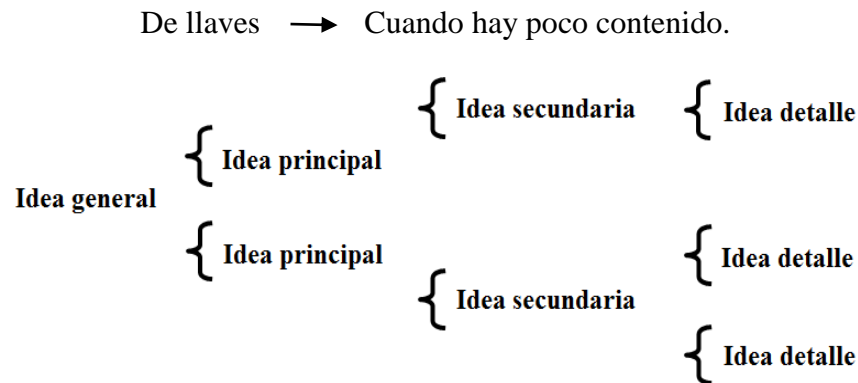 De llaves → Cuando hay poco contenido.
Idea secundaria
Idea detalle
Idea principal
Idea general
Idea principal
Idea detalle
Idea secundaria
Idea detalle